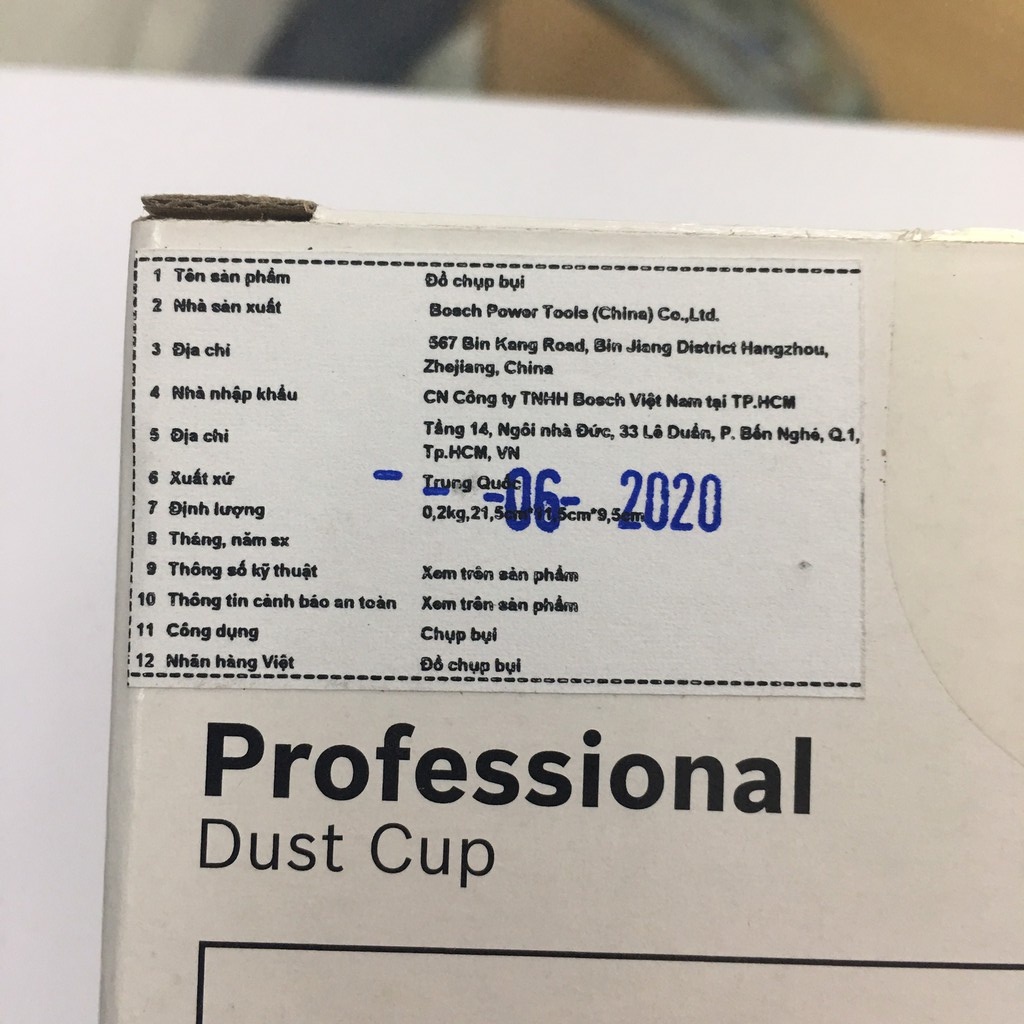 1 Tên sản phẩm Đồ chụp bụi
2 Nhà sản xuất Bosch Power Tools (China) Co.,Ltd.
3 Địa chỉ 567 Bin Kang Road, Bin Jiang District Hangzhou,
Zhejiang, China
4 Nhà nhập khẩu CN Công ty TNHH Bosch Việt Nam tại TP.HCM
5 Địa chỉ Tầng 14, Ngôi nhà Đức, 33 Lê Duẩn, P. Bến Nghé, Q.1,
Tp.HCM, VN
6 Xuất xứ Trung Quốc
- - -06- 2020
7 Định lượng 0,2kg,21,5cm*11,5cm*9,5cm
8 Tháng, năm sx
9 Thông số kỹ thuật Xem trên sản phẩm
10 Thông tin cảnh báo an toàn Xem trên sản phẩm
11 Công dụng Chụp bụi
12 Nhãn hàng Việt Đồ chụp bụi
Professional
Dust Cup